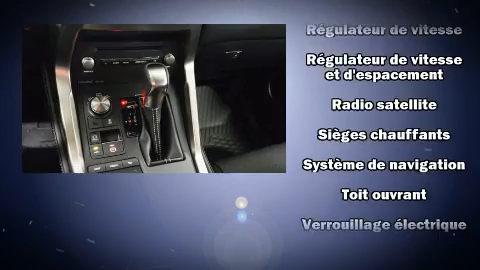 Régulateur de vitesse
Régulateur de vitesse
et d'espacement
Radio satellite
Sièges chauffants
Système de navigation
Toit ouvrant
Verrouillage électrique